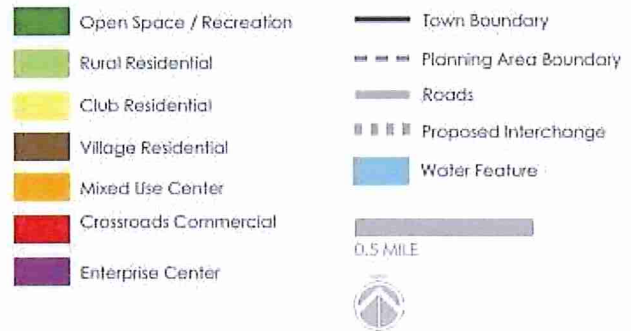 Open Space / Recreation
Rural Residential
Club Residential
Village Residential
Mixed Use Center
Crossroads Commercial
Enterprise Center
Town Boundary
Planning Area Boundary
Roads
Proposed Interchange
Water Feature
0.5 MILE